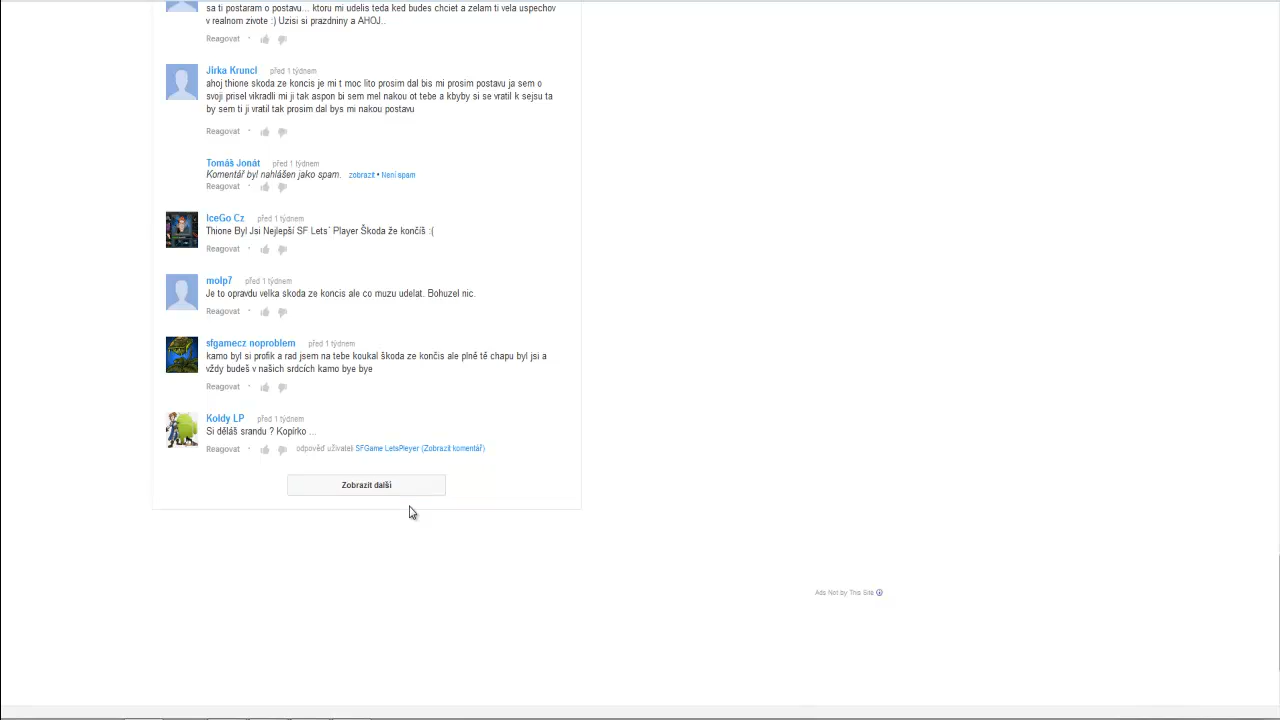 sa ti postaram o postavu... ktoru mi udelis teda ked budes chciet a zelam ti vela uspechov
v realnom zivote :) Uzisi si prazdniny a AHOJ..
Reagovat •
Jirka Kruncl před 1 týdnem
ahoj thione skoda ze koncis je mi t moc lito prosim dal bis mi prosim postavu ja sem o
svoji prisel vikradli mi ji tak aspon bi sem mel nakou ot tebe a kbyby si se vratil k sejsu ta
by sem ti ji vratil tak prosim dal bys mi nakou postavu
Reagovat •
Tomáš Jonát před 1 týdnem
Komentář byl nahlášen jako spam. zobrazit • Není spam
Reagovat •
IceGo Cz před 1 týdnem
Thione Byl Jsi Nejlepší SF Lets´ Player Škoda že končíš :(
Reagovat •
molp7 před 1 týdnem
Je to opravdu velka skoda ze koncis ale co muzu udelat. Bohuzel nic.
Reagovat •
sfgamecz noproblem před 1 týdnem
kamo byl si profik a rad jsem na tebe koukal škoda ze končis ale plně tě chapu byl jsi a
vždy budeš v našich srdcích kamo bye bye
Reagovat •
Koldy LP před 1 týdnem
Si děláš srandu ? Kopírko ...
Reagovat • odpověď uživateli SFGame LetsPleyer (Zobrazit komentář)
Zobrazit další
Ads Not by This Site